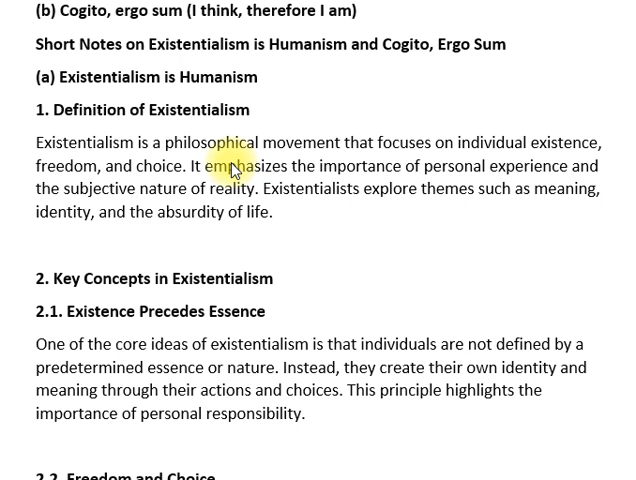 (b) Cogito, ergo sum (I think, therefore I am)
Short Notes on Existentialism is Humanism and Cogito, Ergo Sum
(a) Existentialism is Humanism
1. Definition of Existentialism
Existentialism is a philosophical movement that focuses on individual existence,
freedom, and choice. It emphasizes the importance of personal experience and
the subjective nature of reality. Existentialists explore themes such as meaning,
identity, and the absurdity of life.
2. Key Concepts in Existentialism
2.1. Existence Precedes Essence
One of the core ideas of existentialism is that individuals are not defined by a
predetermined essence or nature. Instead, they create their own identity and
meaning through their actions and choices. This principle highlights the
importance of personal responsibility.
2.2. Freedom and Choice